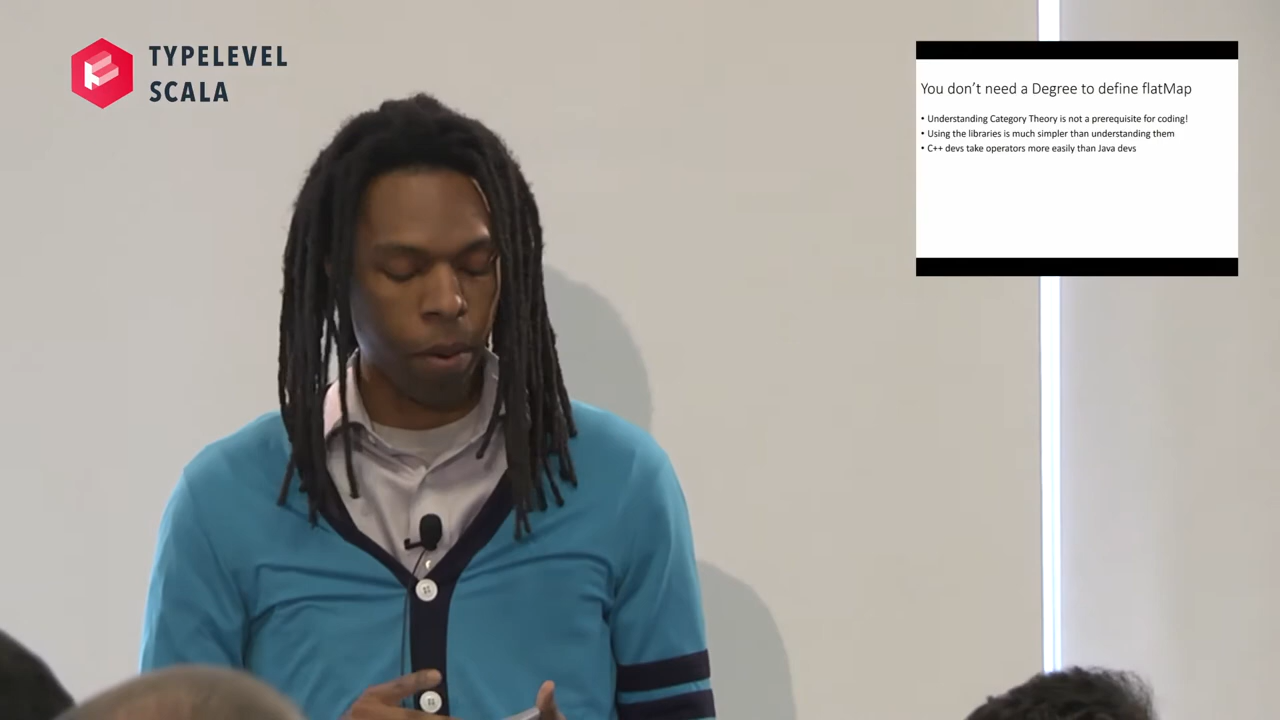 TYPELEVEL
SCALA
You don't need a Degree to define flatMap
• Understanding Category Theory is not a prerequisite for coding!
• Using the libraries is much simpler than understanding them
• C++ devs take operators more easily than Java devs